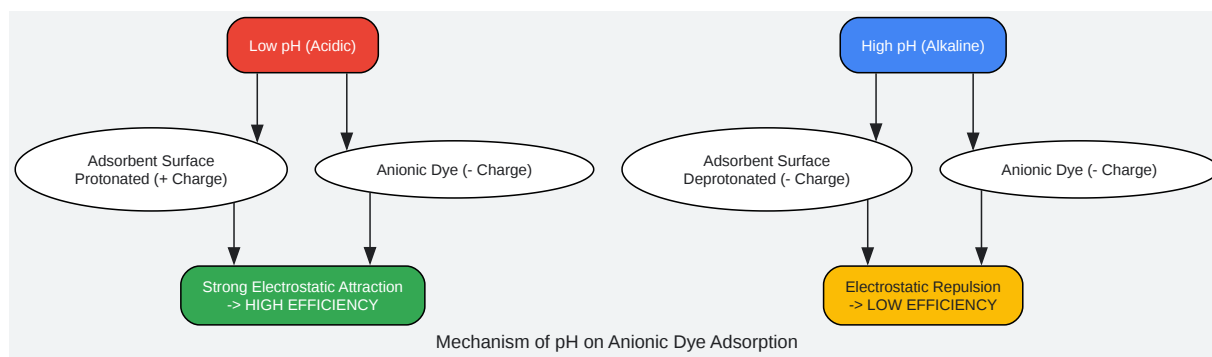 Low pH (Acidic)
High pH (Alkaline)
Adsorbent Surface
Protonated (+ Charge)
Anionic Dye (- Charge)
Adsorbent Surface
Deprotonated (- Charge)
Anionic Dye (- Charge)
Strong Electrostatic Attraction
-> HIGH EFFICIENCY
Electrostatic Repulsion
-> LOW EFFICIENCY
Mechanism of pH on Anionic Dye Adsorption